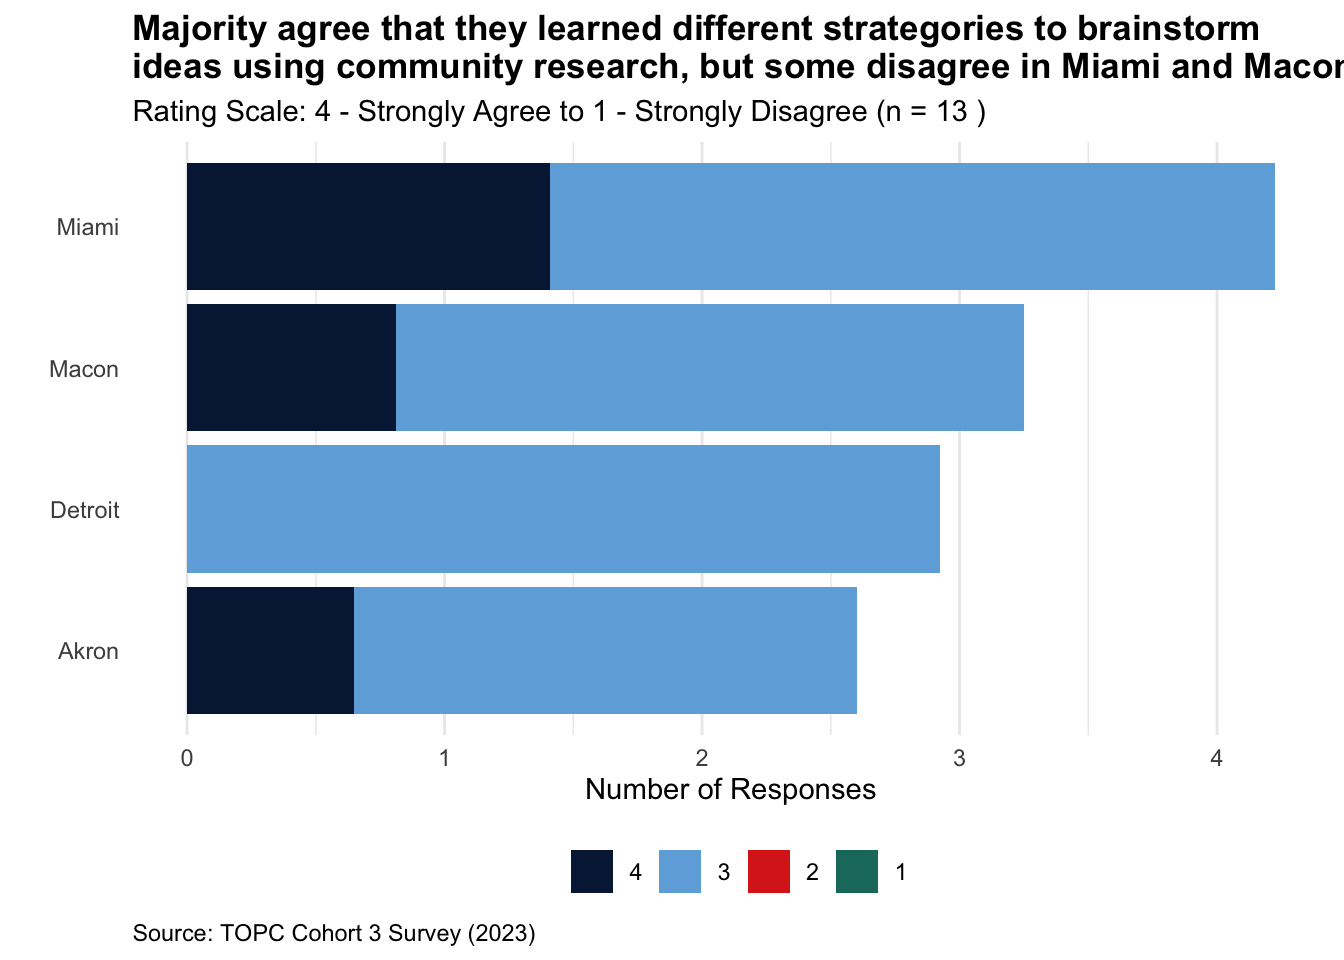 Majority agree that they learned different strategories to brainstorm
ideas using community research, but some disagree in Miami and Macon
Rating Scale: 4 - Strongly Agree to 1 - Strongly Disagree (n = 13 )
Miami
Macon
Detroit
Akron
0 1 2 3 4
Number of Responses
4 3 2 1
Source: TOPC Cohort 3 Survey (2023)